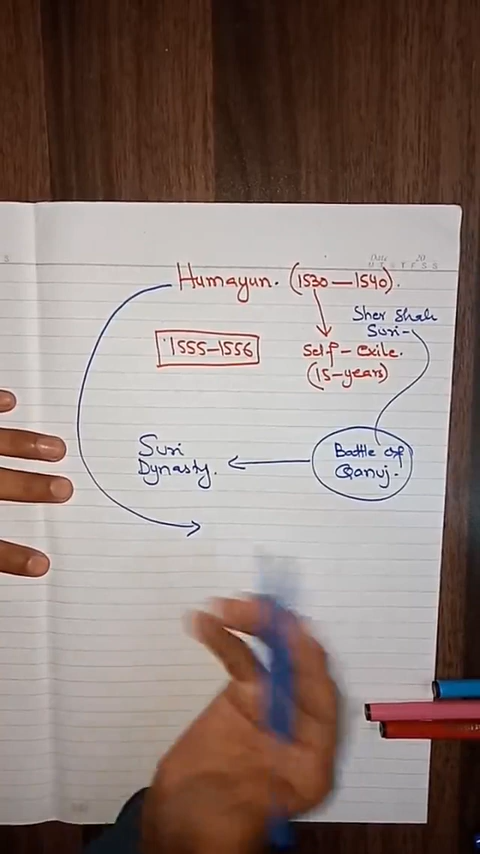 Humayun. (1530—1540).
Sher Shah
Suri-
1555-1556
Self-exile.
(15-years)
Suri
Dynasty.
Battle of
Qanuj.